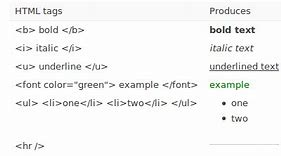 HTML tags Produces
<b> bold </b> bold text
<i> italic </i> italic text
<u> underline </u> underlined text
<font color="green"> example </font> example
<ul> <li>one</li> <li>two</li> </ul> • one
• two
<hr />